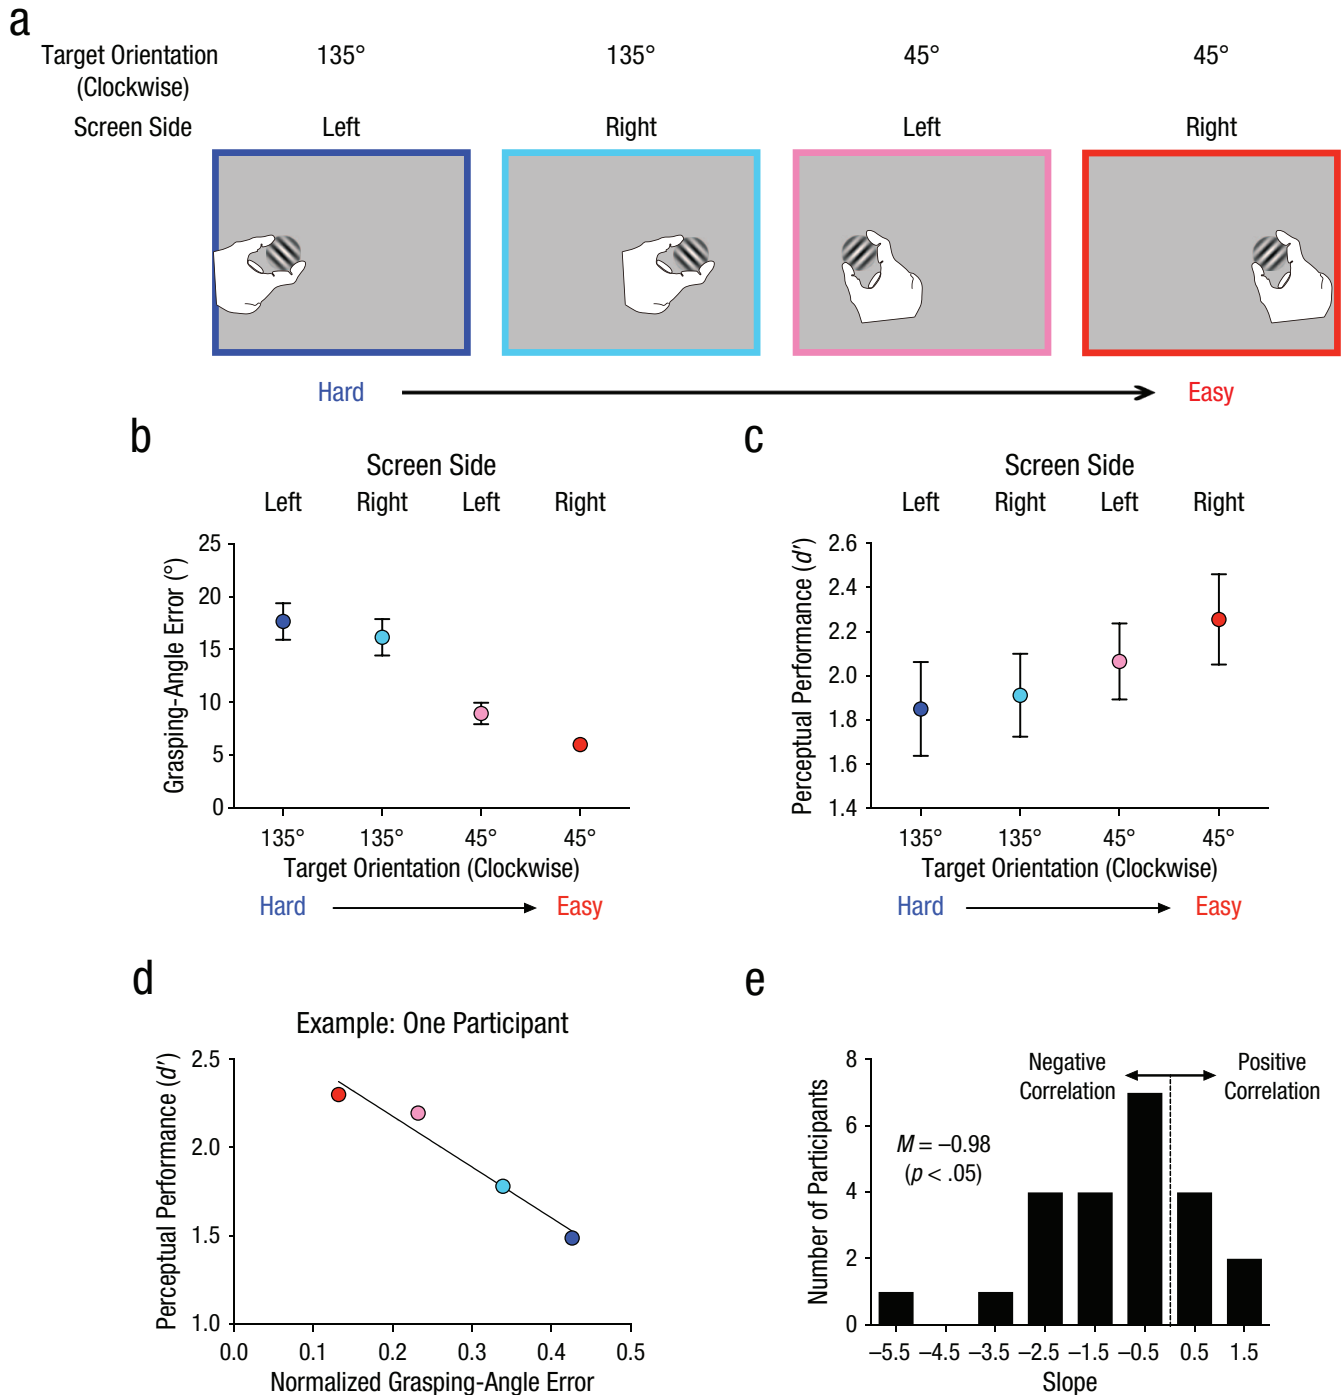 a
Target Orientation 135° 135° 45° 45°
(Clockwise)
Screen Side Left Right Left Right
Hard Easy
b
Screen Side
Left Right Left Right
Grasping-Angle Error (°)
25
20
15
10
5
0
135° 135° 45° 45°
Target Orientation (Clockwise)
Hard Easy
c
Screen Side
Left Right Left Right
Perceptual Performance (d′)
2.6
2.4
2.2
2.0
1.8
1.6
1.4
135° 135° 45° 45°
Target Orientation (Clockwise)
Hard Easy
d
Example: One Participant
Perceptual Performance (d′)
2.5
2.0
1.5
1.0
0.0 0.1 0.2 0.3 0.4 0.5
Normalized Grasping-Angle Error
e
Number of Participants
8
6
4
2
0
Negative
Correlation
Positive
Correlation
M = –0.98
(p < .05)
–5.5 –4.5 –3.5 –2.5 –1.5 –0.5 0.5 1.5
Slope